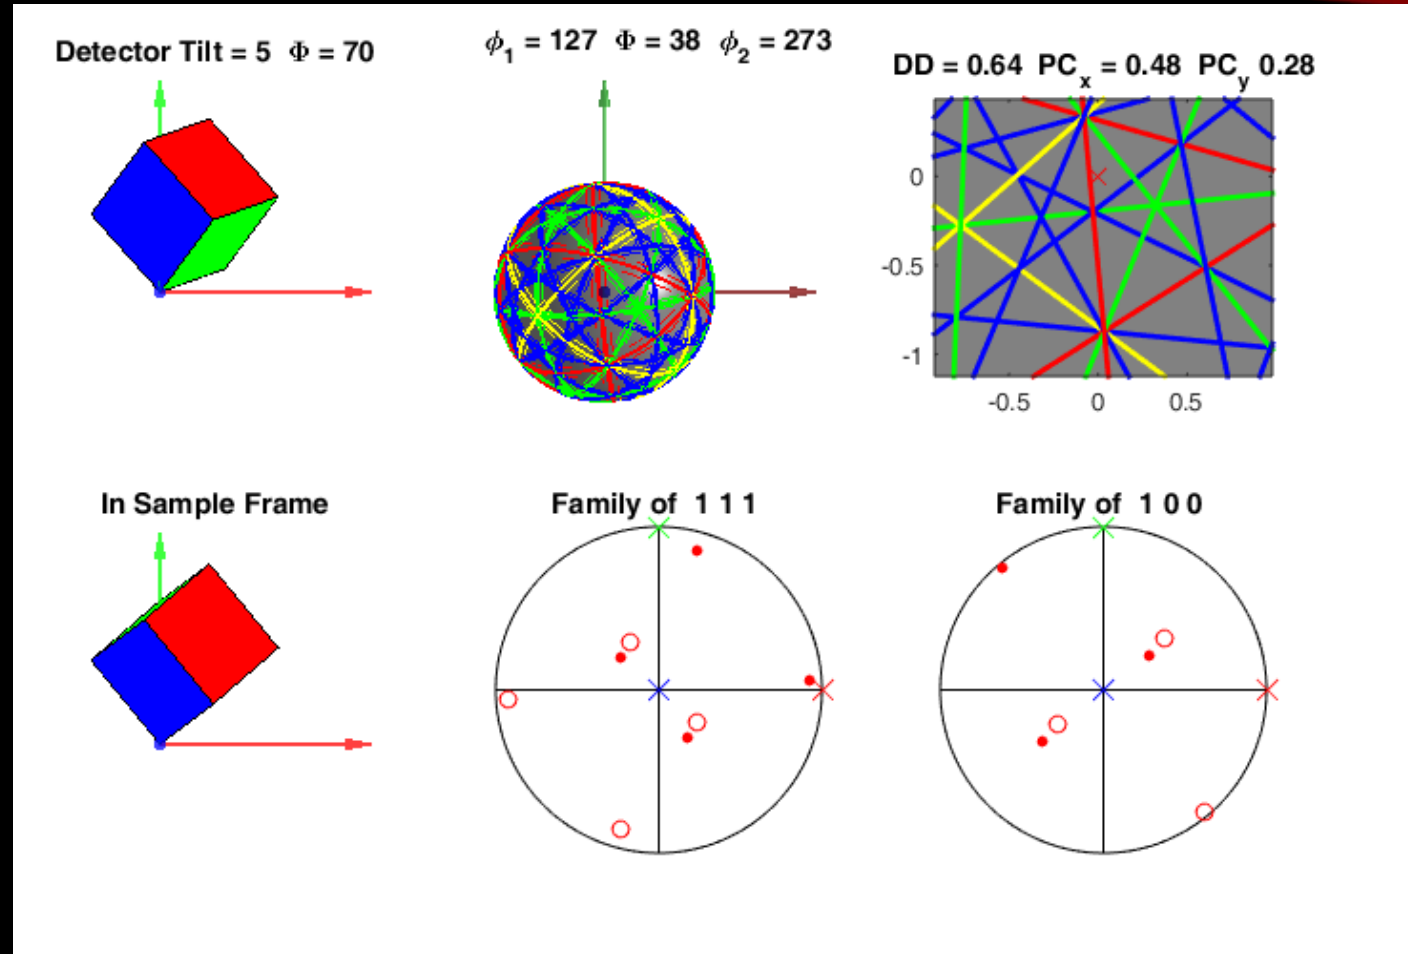 Detector Tilt = 5 Φ = 70
ϕ1 = 127 Φ = 38 ϕ2 = 273
DD = 0.64 PCx = 0.48 PCy 0.28
0
-0.5
-1
-0.5 0 0.5
In Sample Frame
Family of 1 1 1
Family of 1 0 0